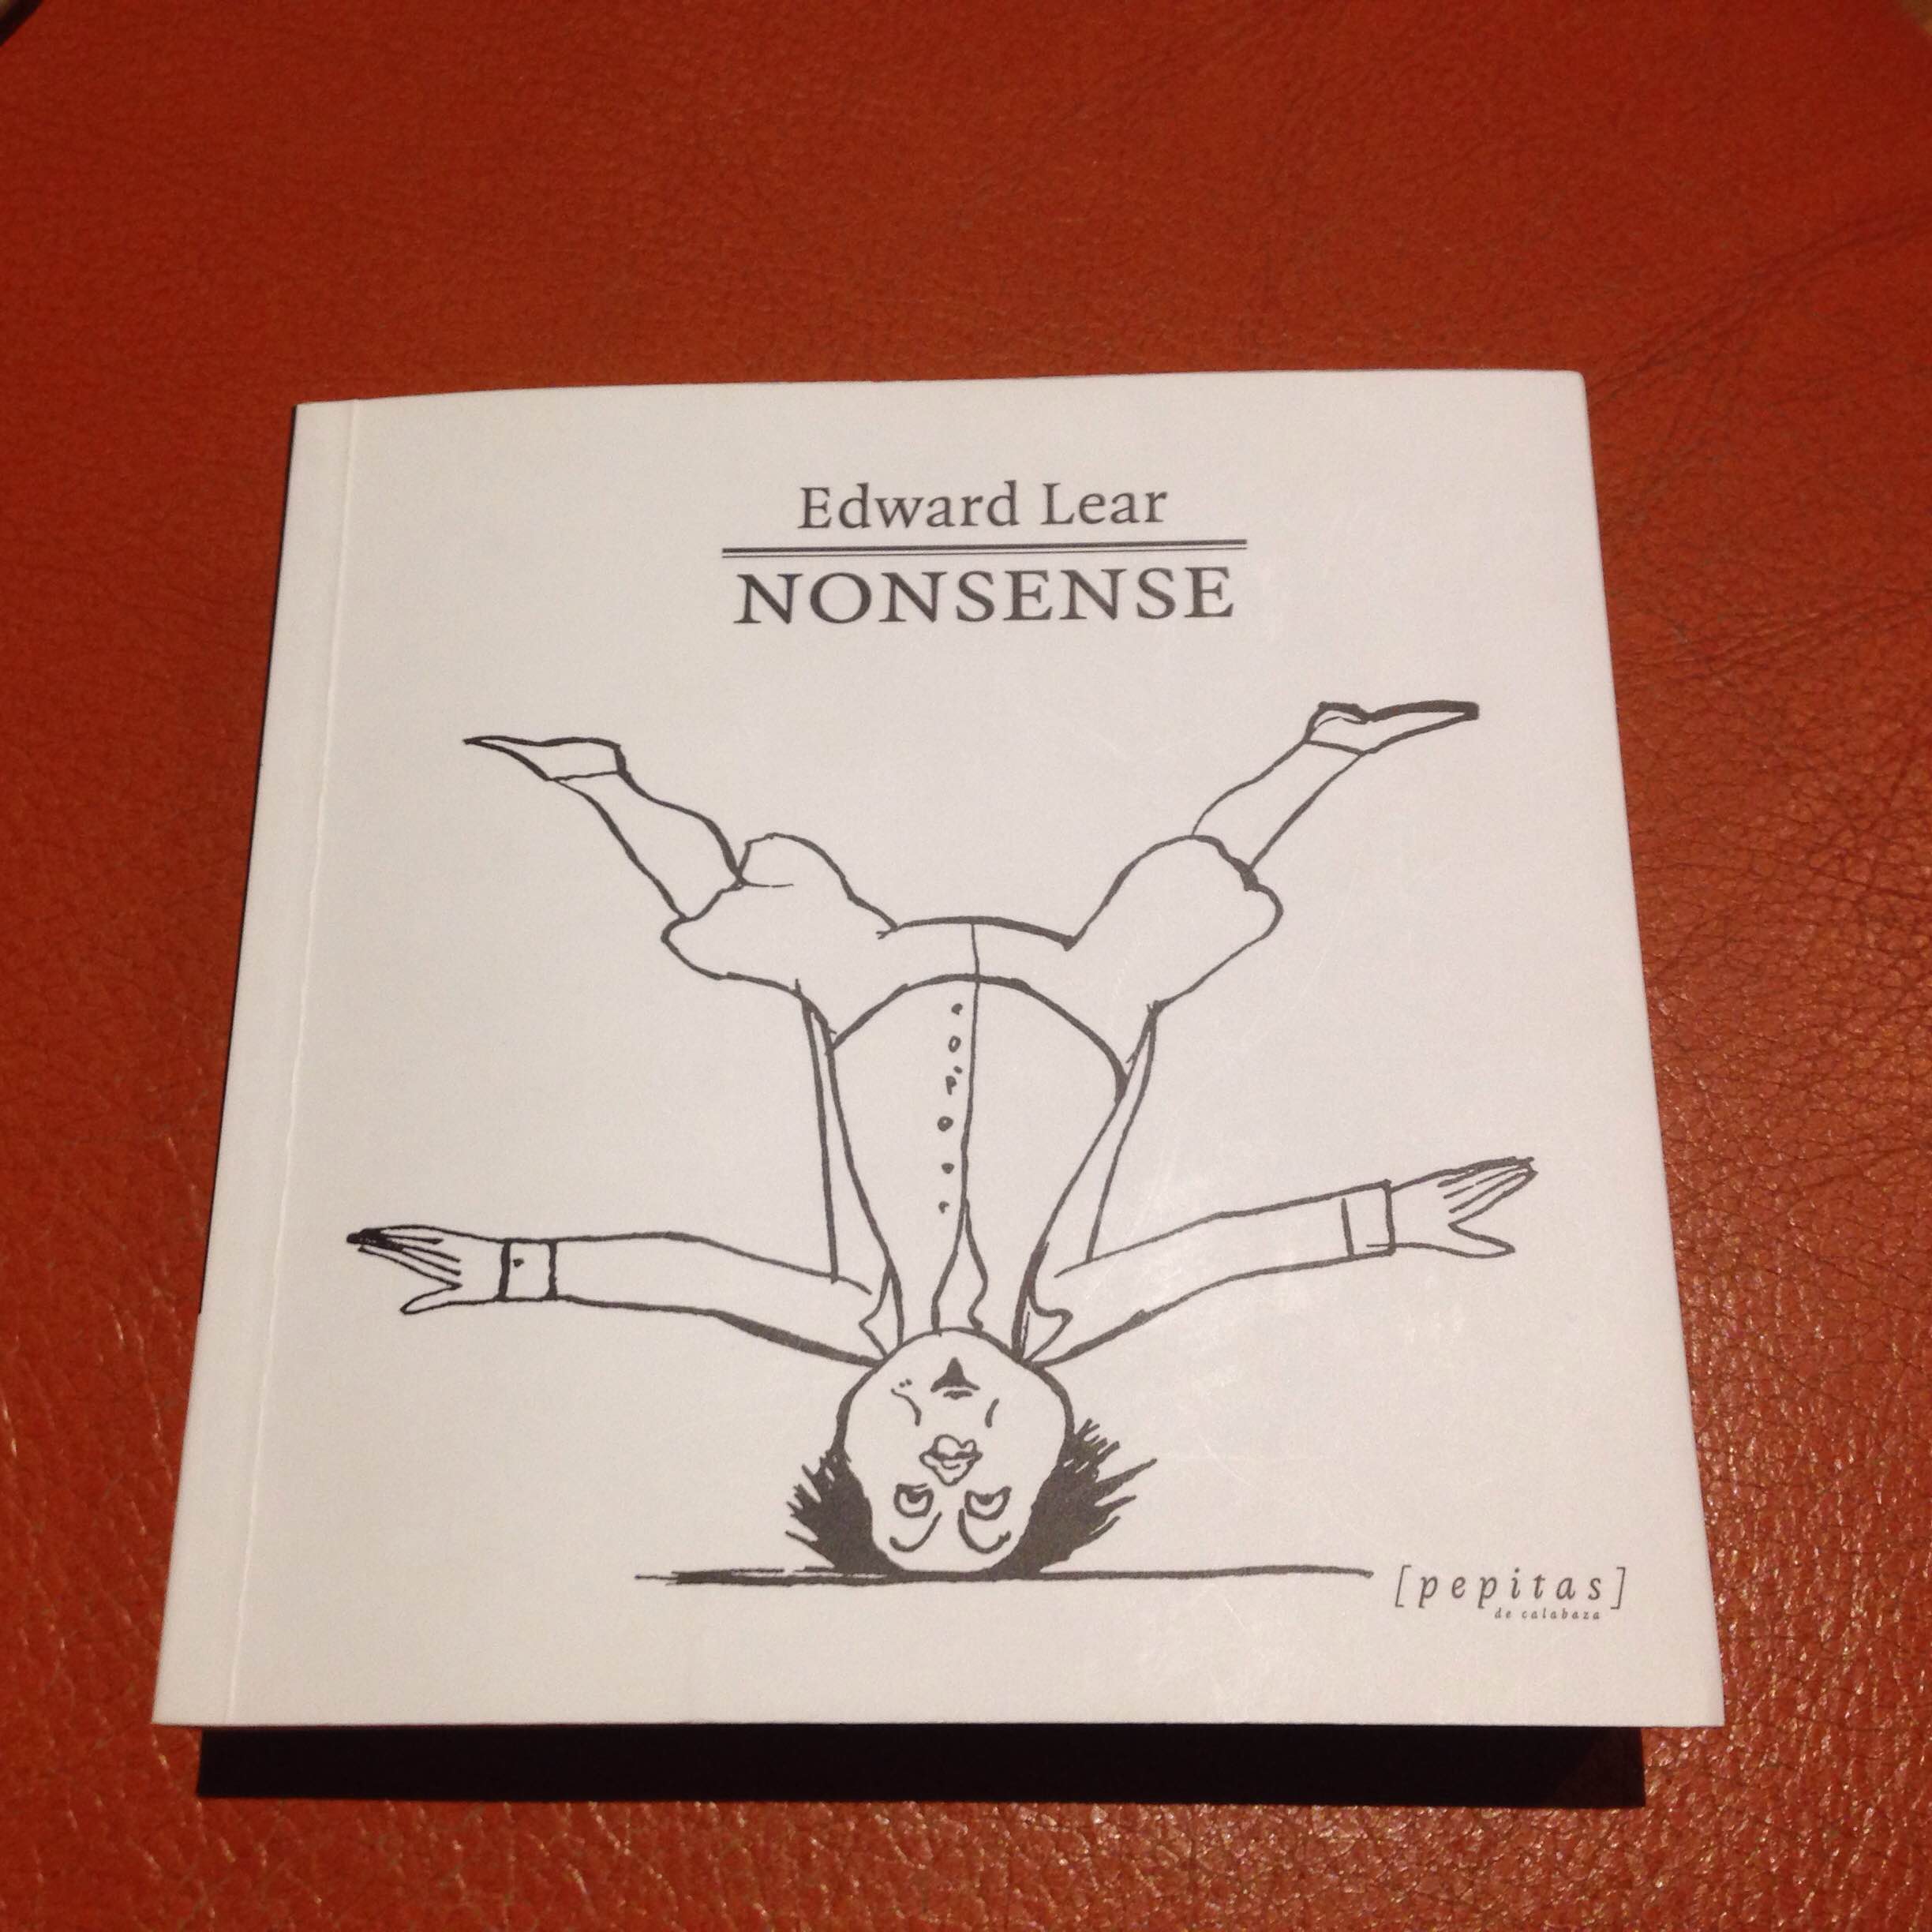 Edward Lear
NONSENSE
[pepitas]
de calabaza